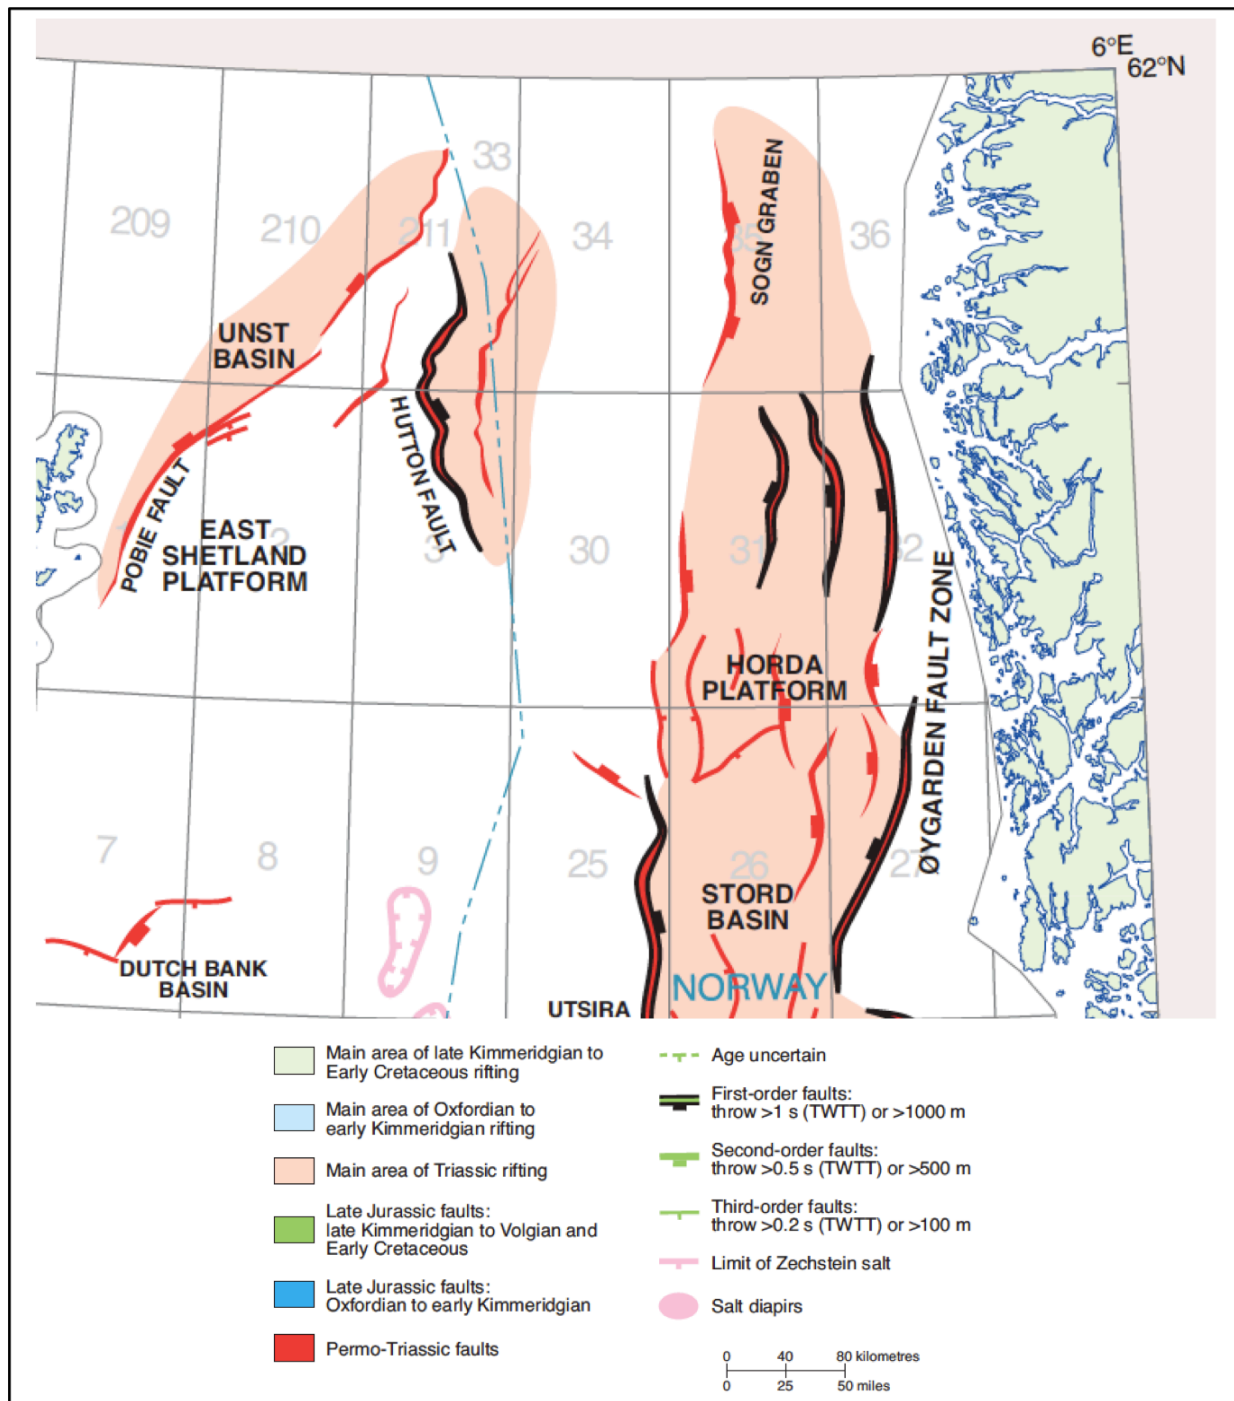 6°E
62°N
33
209
210
211
34
35
36
SOGN GRABEN
UNST
BASIN
HUTTON FAULT
POBIE FAULT
EAST
SHETLAND
PLATFORM
1
2
3
30
31
32
HORDA
PLATFORM
ØYGARDEN FAULT ZONE
7
8
9
25
26
27
STORD
BASIN
DUTCH BANK
BASIN
NORWAY
UTSIRA
Main area of late Kimmeridgian to
Early Cretaceous rifting
Main area of Oxfordian to
early Kimmeridgian rifting
Main area of Triassic rifting
Late Jurassic faults:
late Kimmeridgian to Volgian and
Early Cretaceous
Late Jurassic faults:
Oxfordian to early Kimmeridgian
Permo-Triassic faults
Age uncertain
First-order faults:
throw >1 s (TWTT) or >1000 m
Second-order faults:
throw >0.5 s (TWTT) or >500 m
Third-order faults:
throw >0.2 s (TWTT) or >100 m
Limit of Zechstein salt
Salt diapirs
0 40 80 kilometres
0 25 50 miles